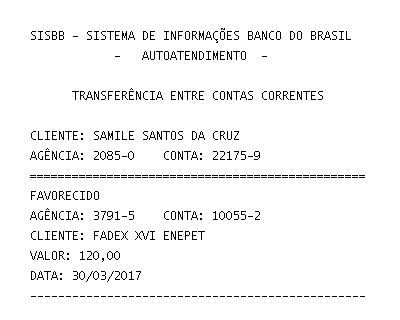 SISBB - SISTEMA DE INFORMAÇÕES BANCO DO BRASIL
- AUTOATENDIMENTO -
TRANSFERÊNCIA ENTRE CONTAS CORRENTES
CLIENTE: SAMILE SANTOS DA CRUZ
AGÊNCIA: 2085-0 CONTA: 22175-9
================================================
FAVORECIDO
AGÊNCIA: 3791-5 CONTA: 10055-2
CLIENTE: FADEX XVI ENEPET
VALOR: 120,00
DATA: 30/03/2017
------------------------------------------------